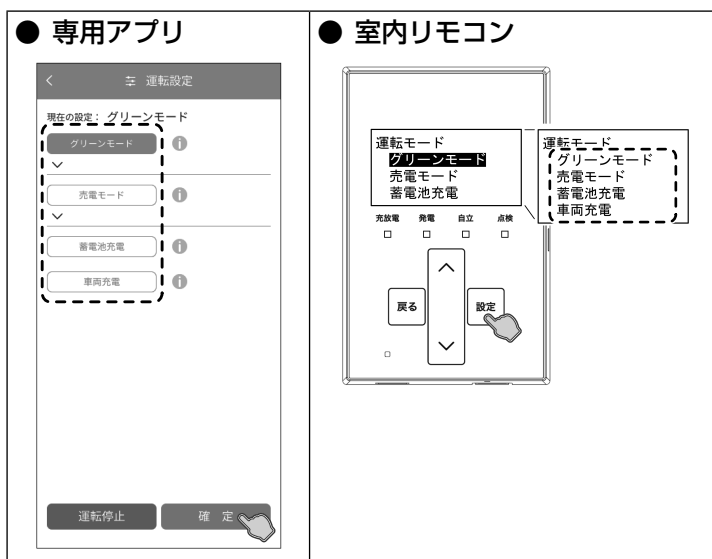 ● 専用アプリ
運転設定
現在の設定： グリーンモード
グリーンモード
売電モード
蓄電池充電
車両充電
運転停止
確 定
● 室内リモコン
運転モード
グリーンモード
売電モード
蓄電池充電
運転モード
グリーンモード
売電モード
蓄電池充電
車両充電
充放電 発電 自立 点検
戻る
設定